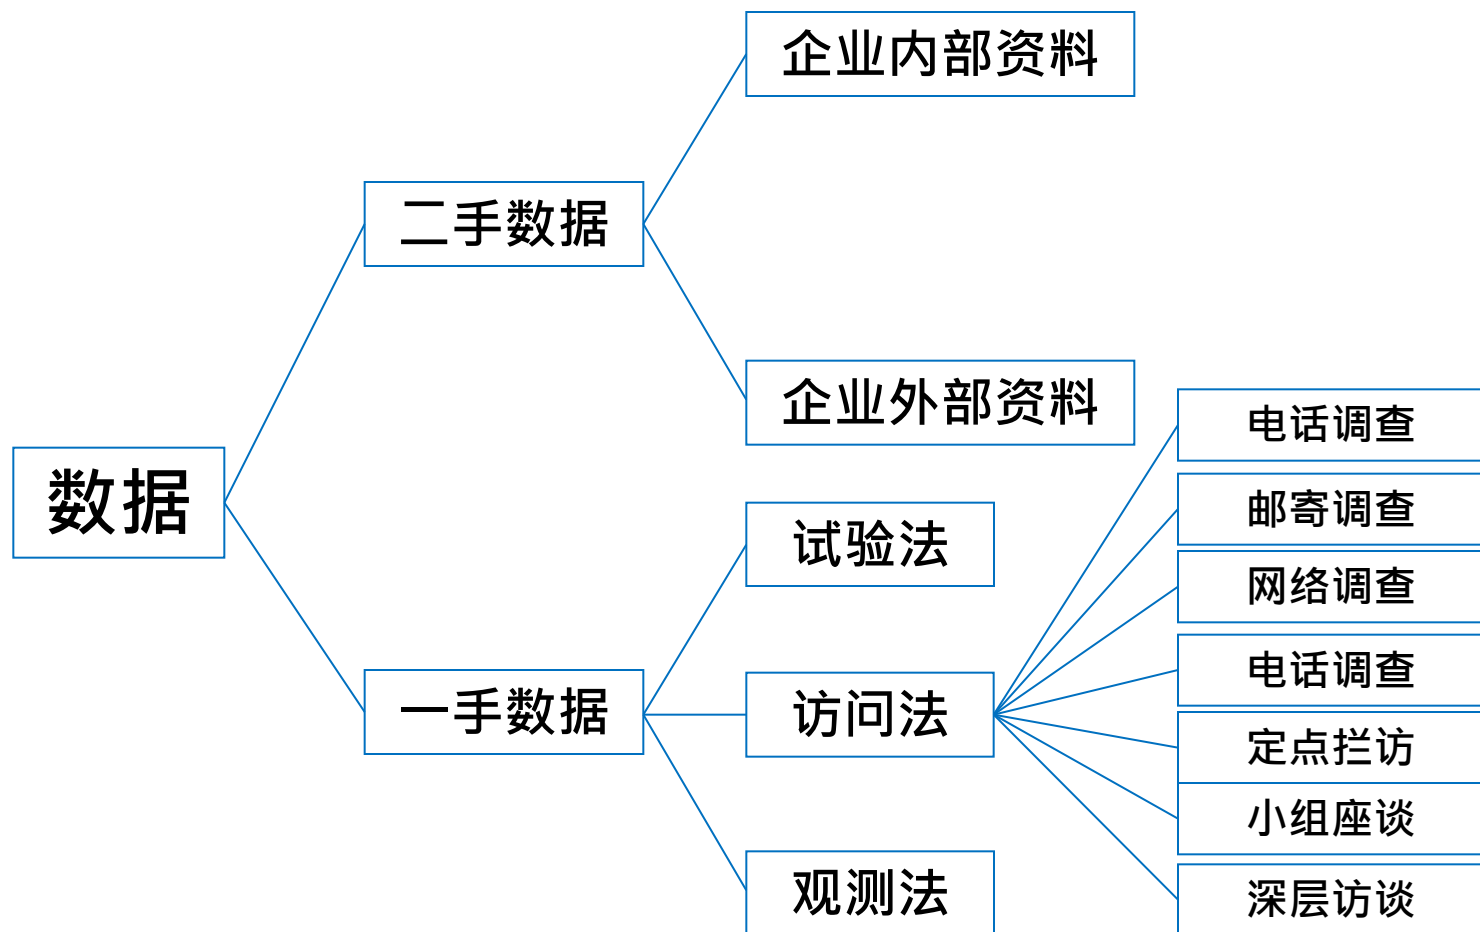 数据
二手数据
企业内部资料
企业外部资料
一手数据
试验法
访问法
电话调查
邮寄调查
网络调查
电话调查
定点拦访
小组座谈
深层访谈
观测法